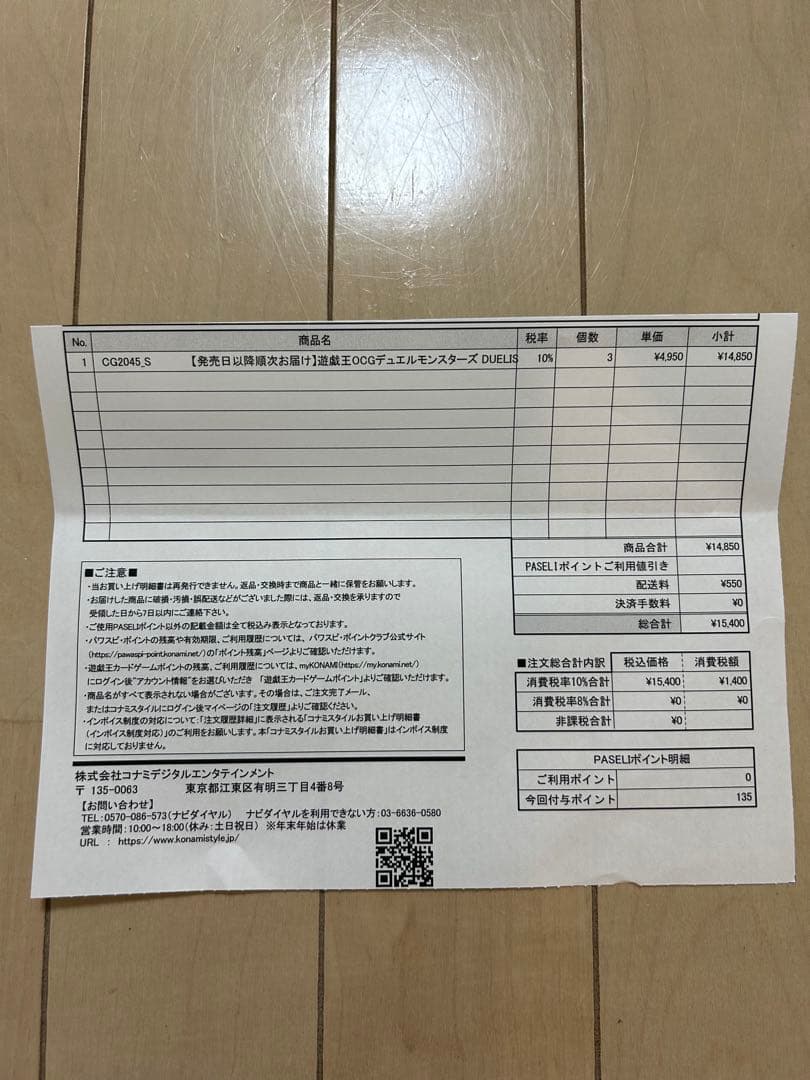 No. 商品名 税率 個数 単価 小計
1 CG2045_S 【発売日以降順次お届け】遊戯王OCGデュエルモンスターズ DUELIS 10% 3 ¥4,950 ¥14,850
商品合計 ¥14,850
PASELIポイントご利用値引き
配送料 ¥550
決済手数料 ¥0
総合計 ¥15,400
■ご注意■
・当お買い上げ明細書は再発行できません。返品・交換時まで商品と一緒に保管をお願いします。
・お届けした商品に破損・汚損・誤配送などがございました際には、返品・交換を承りますので
受領した日から7日以内にご連絡下さい。
・ご使用PASELIポイント以外の記載金額は全て税込み表示となっております。
・パワスピ・ポイントの残高や有効期限、ご利用履歴については、パワスピ・ポイントクラブ公式サイト
(https://pawaspi-point.konami.net/)の「ポイント残高」ページよりご確認いただけます。
・遊戯王カードゲームポイントの残高、ご利用履歴については、myKONAMI(https://my.konami.net/)
にログイン後"アカウント情報"をお選びいただき 「遊戯王カードゲームポイント」よりご確認いただけます。
・商品名がすべて表示されない場合がございます。その場合は、ご注文完了メール、
またはコナミスタイルにログイン後マイページの「注文履歴」よりご確認ください。
・インボイス制度の対応について:「注文履歴詳細」に表示される「コナミスタイルお買い上げ明細書
(インボイス制度対応)」のご利用をお願いします。本「コナミスタイルお買い上げ明細書」はインボイス制度
に対応しておりません。
■注文総合計内訳 税込価格 消費税額
消費税率10%合計 ¥15,400 ¥1,400
消費税率8%合計 ¥0 ¥0
非課税合計 ¥0
PASELIポイント明細
ご利用ポイント 0
今回付与ポイント 135
株式会社コナミデジタルエンタテインメント
〒 135-0063 東京都江東区有明三丁目4番8号
【お問い合わせ】
TEL:0570-086-573(ナビダイヤル) ナビダイヤルを利用できない方:03-6636-0580
営業時間:10:00～18:00(休み:土日祝日) ※年末年始は休業
URL : https://www.konamistyle.jp/